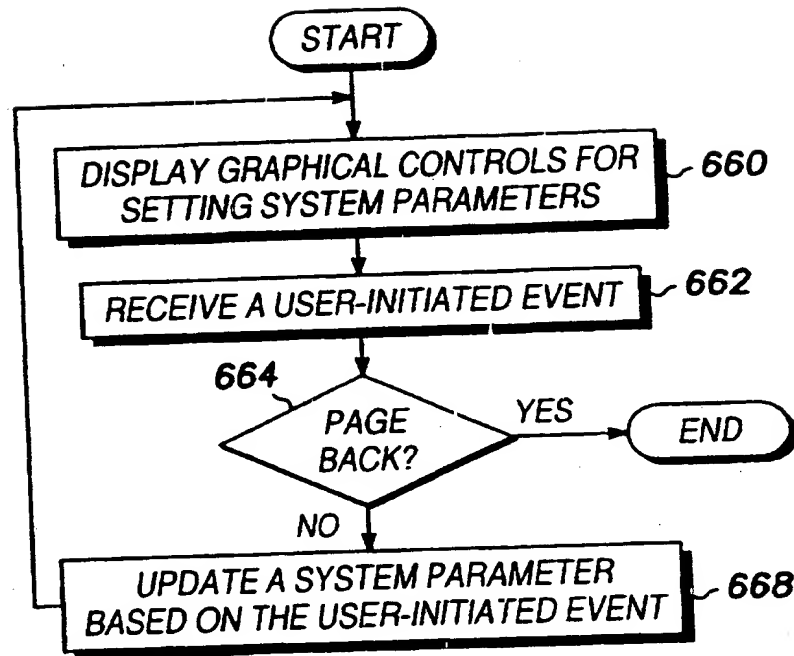 START
DISPLAY GRAPHICAL CONTROLS FOR
SETTING SYSTEM PARAMETERS
660
RECEIVE A USER-INITIATED EVENT
662
664
PAGE
BACK?
YES
END
NO
UPDATE A SYSTEM PARAMETER
BASED ON THE USER-INITIATED EVENT
668